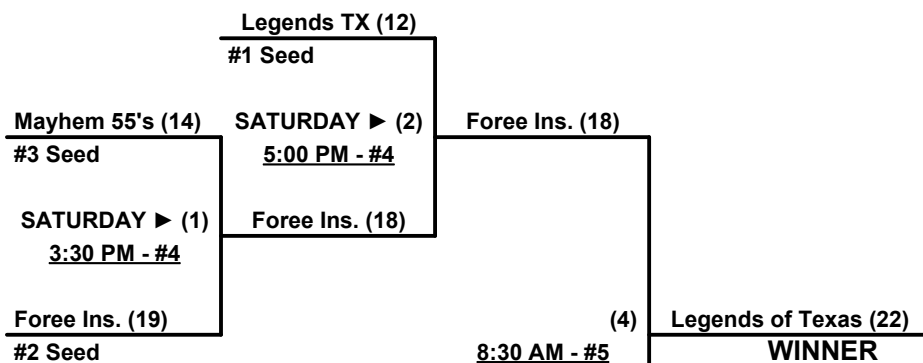 Legends TX (12)
#1 Seed
Mayhem 55's (14)
SATURDAY ► (2)
Foree Ins. (18)
#3 Seed
5:00 PM - #4
SATURDAY ► (1)
Foree Ins. (18)
3:30 PM - #4
Foree Ins. (19)
(4)
Legends of Texas (22)
#2 Seed
8:30 AM - #5
WINNER